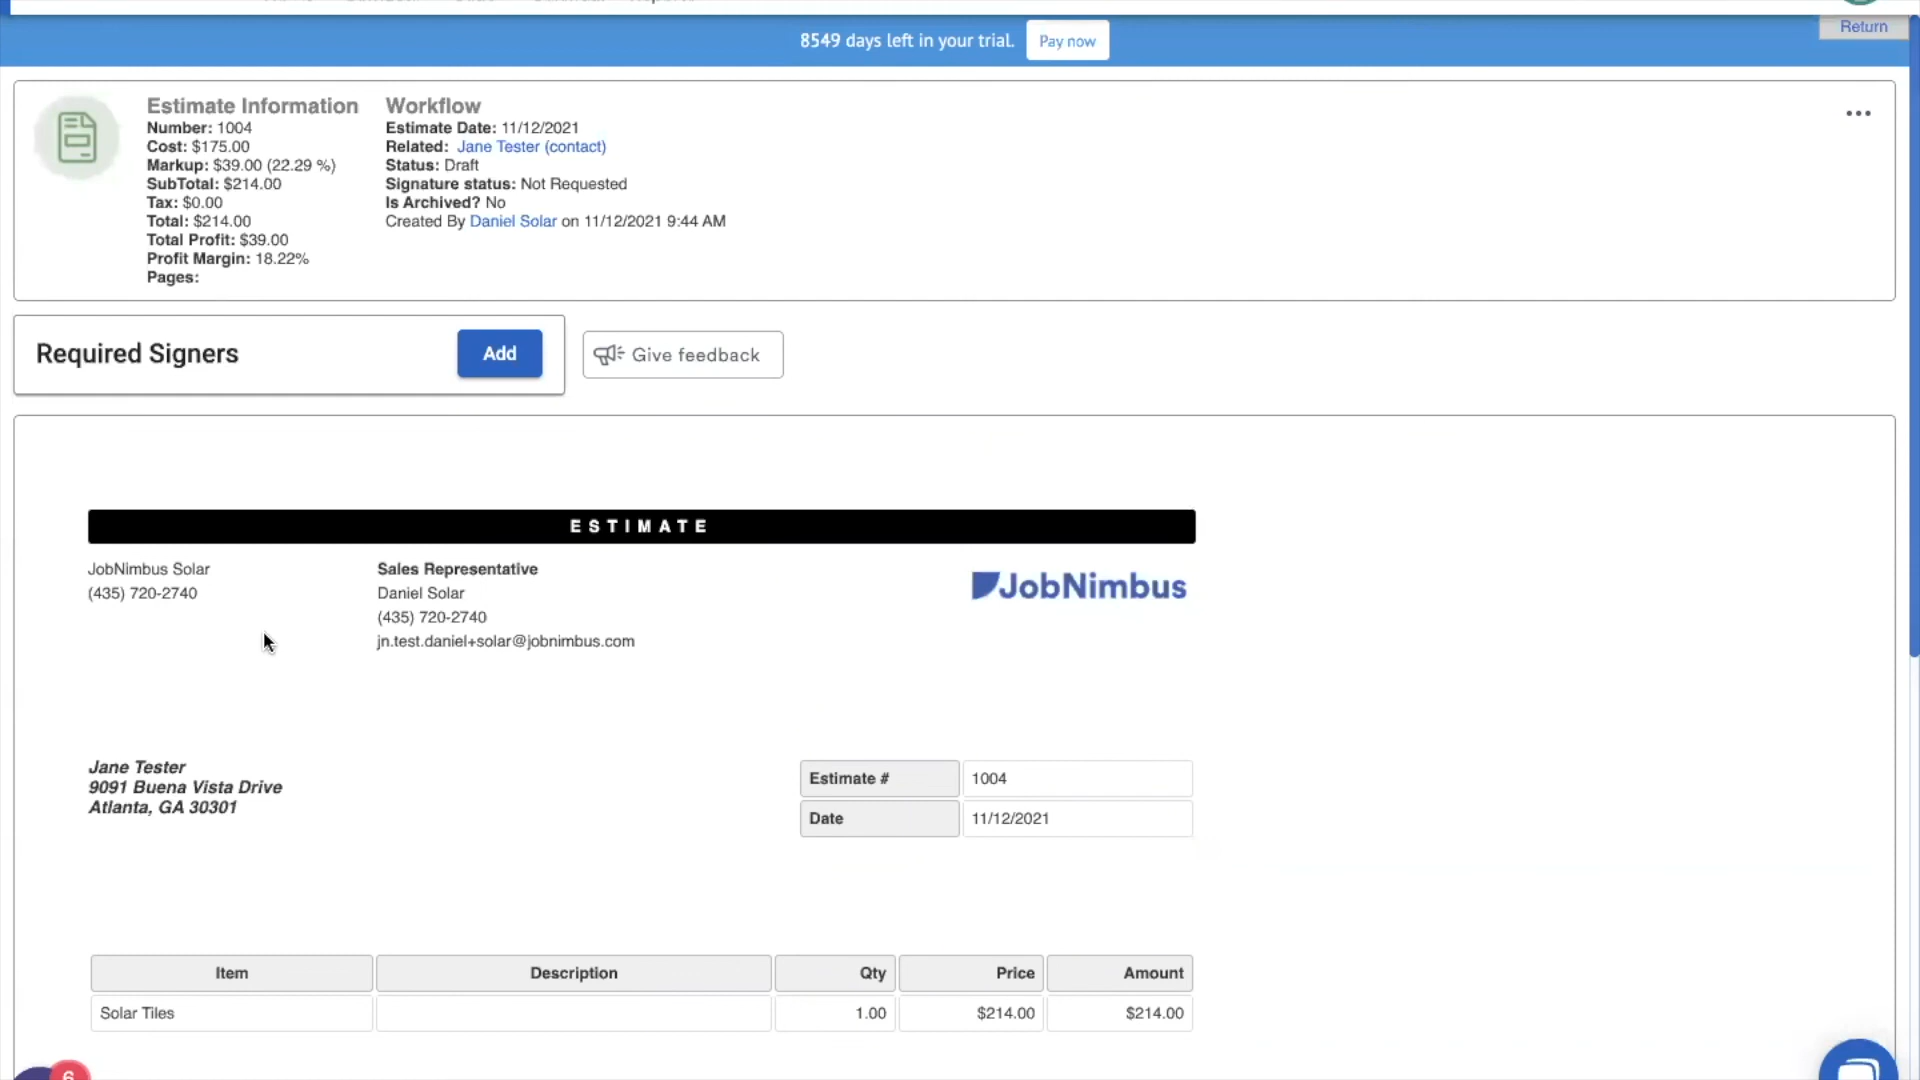 8549 days left in your trial. Pay now
Return
Estimate Information
Number: 1004
Cost: $175.00
Markup: $39.00 (22.29 %)
SubTotal: $214.00
Tax: $0.00
Total: $214.00
Total Profit: $39.00
Profit Margin: 18.22%
Pages:
Workflow
Estimate Date: 11/12/2021
Related: Jane Tester (contact)
Status: Draft
Signature status: Not Requested
Is Archived? No
Created By Daniel Solar on 11/12/2021 9:44 AM
Required Signers
Add
Give feedback
ESTIMATE
JobNimbus Solar
(435) 720-2740
Sales Representative
Daniel Solar
(435) 720-2740
jn.test.daniel+solar@jobnimbus.com
JobNimbus
Jane Tester
9091 Buena Vista Drive
Atlanta, GA 30301
Estimate # 1004
Date 11/12/2021
Item Description Qty Price Amount
Solar Tiles 1.00 $214.00 $214.00
6